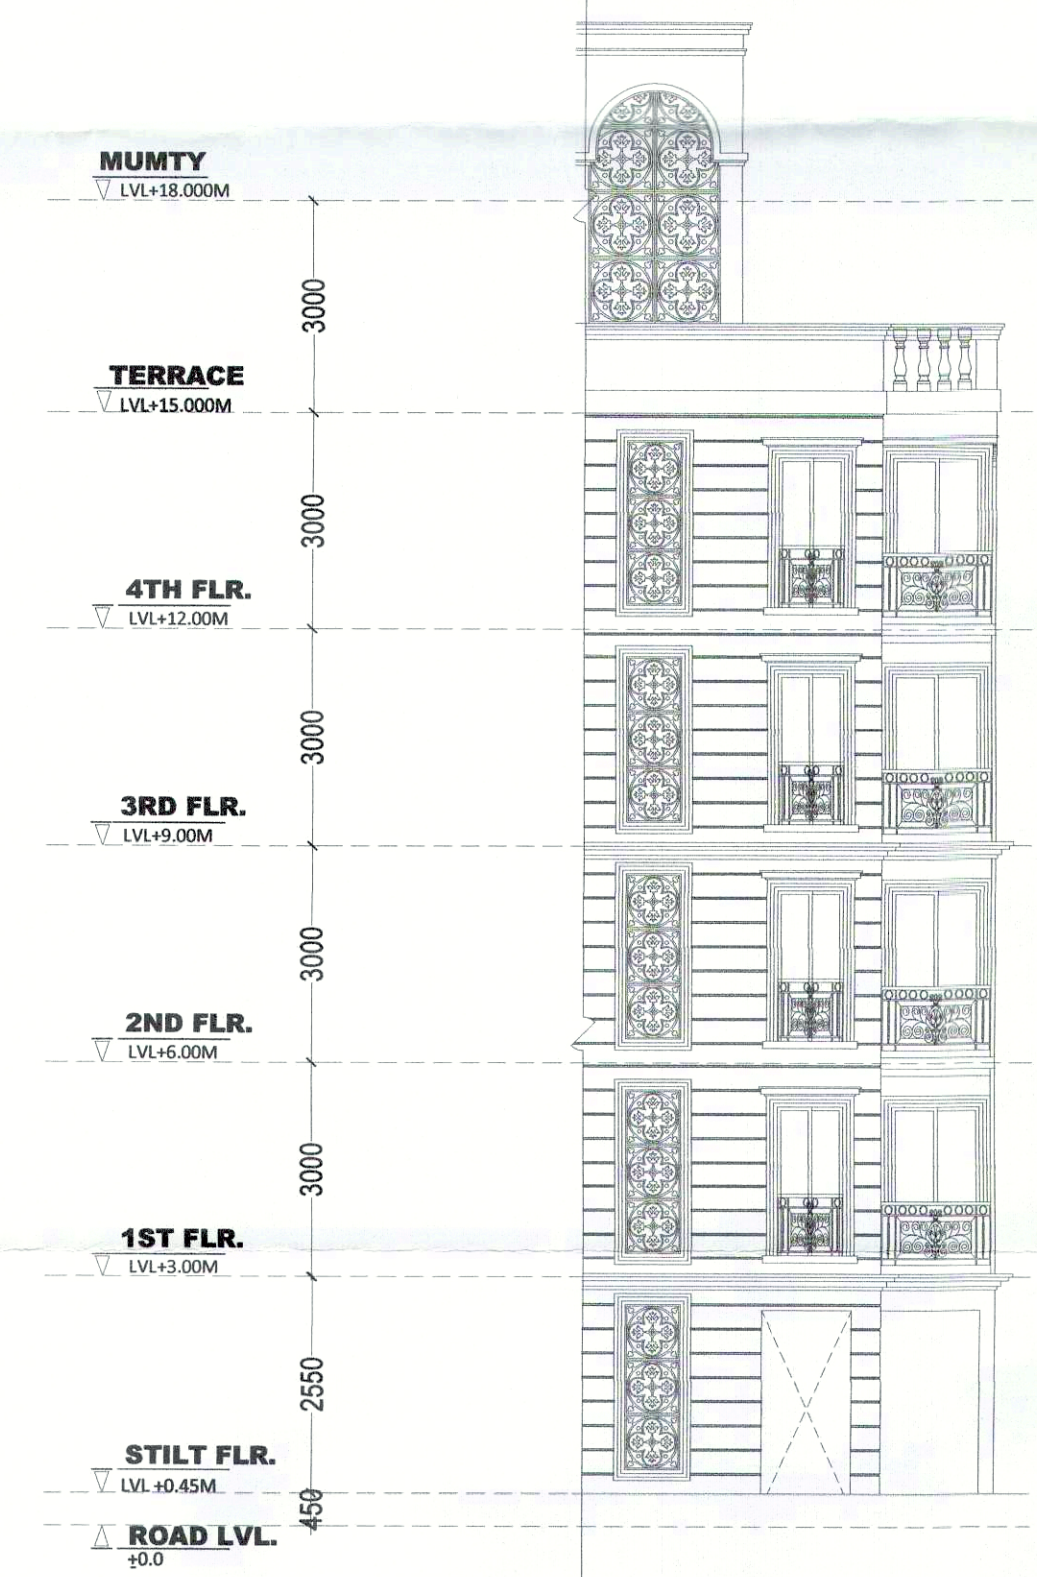 MUMTY
LVL+18.000M
3000
TERRACE
LVL+15.000M
3000
4TH FLR.
LVL+12.00M
3000
3RD FLR.
LVL+9.00M
3000
2ND FLR.
LVL+6.00M
3000
1ST FLR.
LVL+3.00M
2550
STILT FLR.
LVL +0.45M
450
ROAD LVL.
±0.0